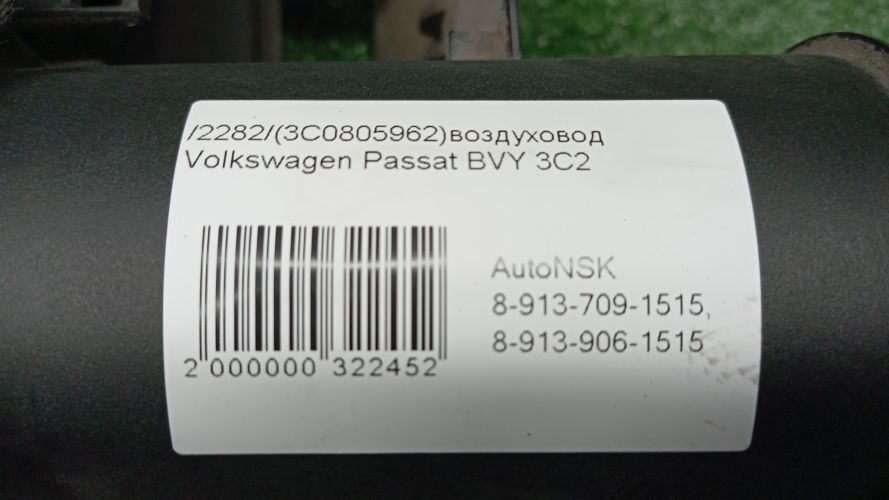 /2282/(3C0805962)воздуховод
Volkswagen Passat BVY 3C2
AutoNSK
8-913-709-1515,
8-913-906-1515
2 000000 322452